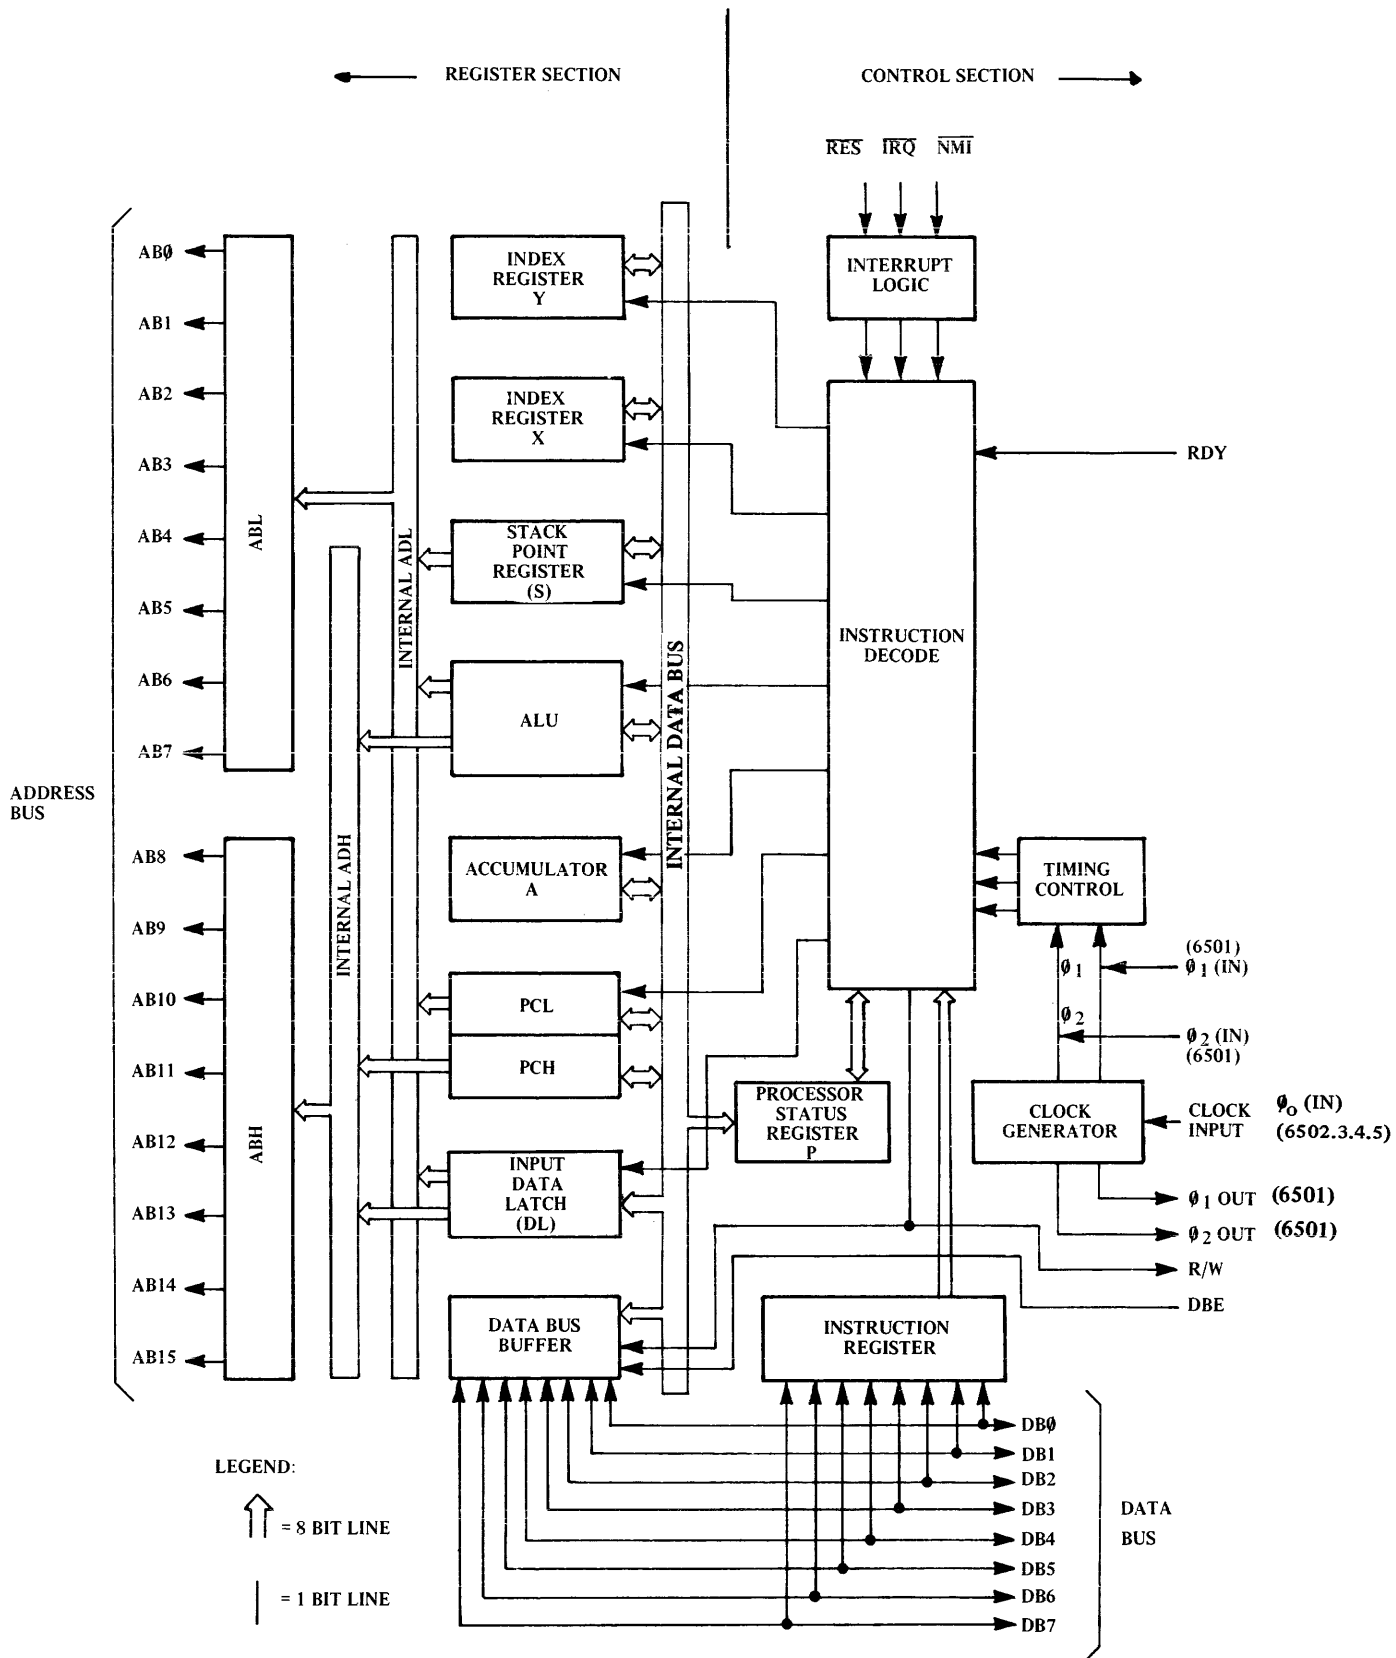 REGISTER SECTION
CONTROL SECTION
RES IRQ NMI
AB0
AB1
AB2
AB3
AB4
AB5
AB6
AB7
ADDRESS
BUS
AB8
AB9
AB10
AB11
AB12
AB13
AB14
AB15
ABL
ABH
INTERNAL ADH
INTERNAL ADL
INDEX
REGISTER
Y
INDEX
REGISTER
X
STACK
POINT
REGISTER
(S)
ALU
ACCUMULATOR
A
PCL
PCH
INPUT
DATA
LATCH
(DL)
DATA BUS
BUFFER
INTERNAL DATA BUS
INTERRUPT
LOGIC
INSTRUCTION
DECODE
RDY
TIMING
CONTROL
(6501)
Ø1 (IN)
Ø1
Ø2
Ø2 (IN)
(6501)
PROCESSOR
STATUS
REGISTER
P
CLOCK
GENERATOR
CLOCK
INPUT
Øo (IN)
(6502.3.4.5)
Ø1 OUT (6501)
Ø2 OUT (6501)
R/W
DBE
INSTRUCTION
REGISTER
DBØ
DB1
DB2
DB3
DB4
DB5
DB6
DB7
DATA
BUS
LEGEND:
= 8 BIT LINE
= 1 BIT LINE